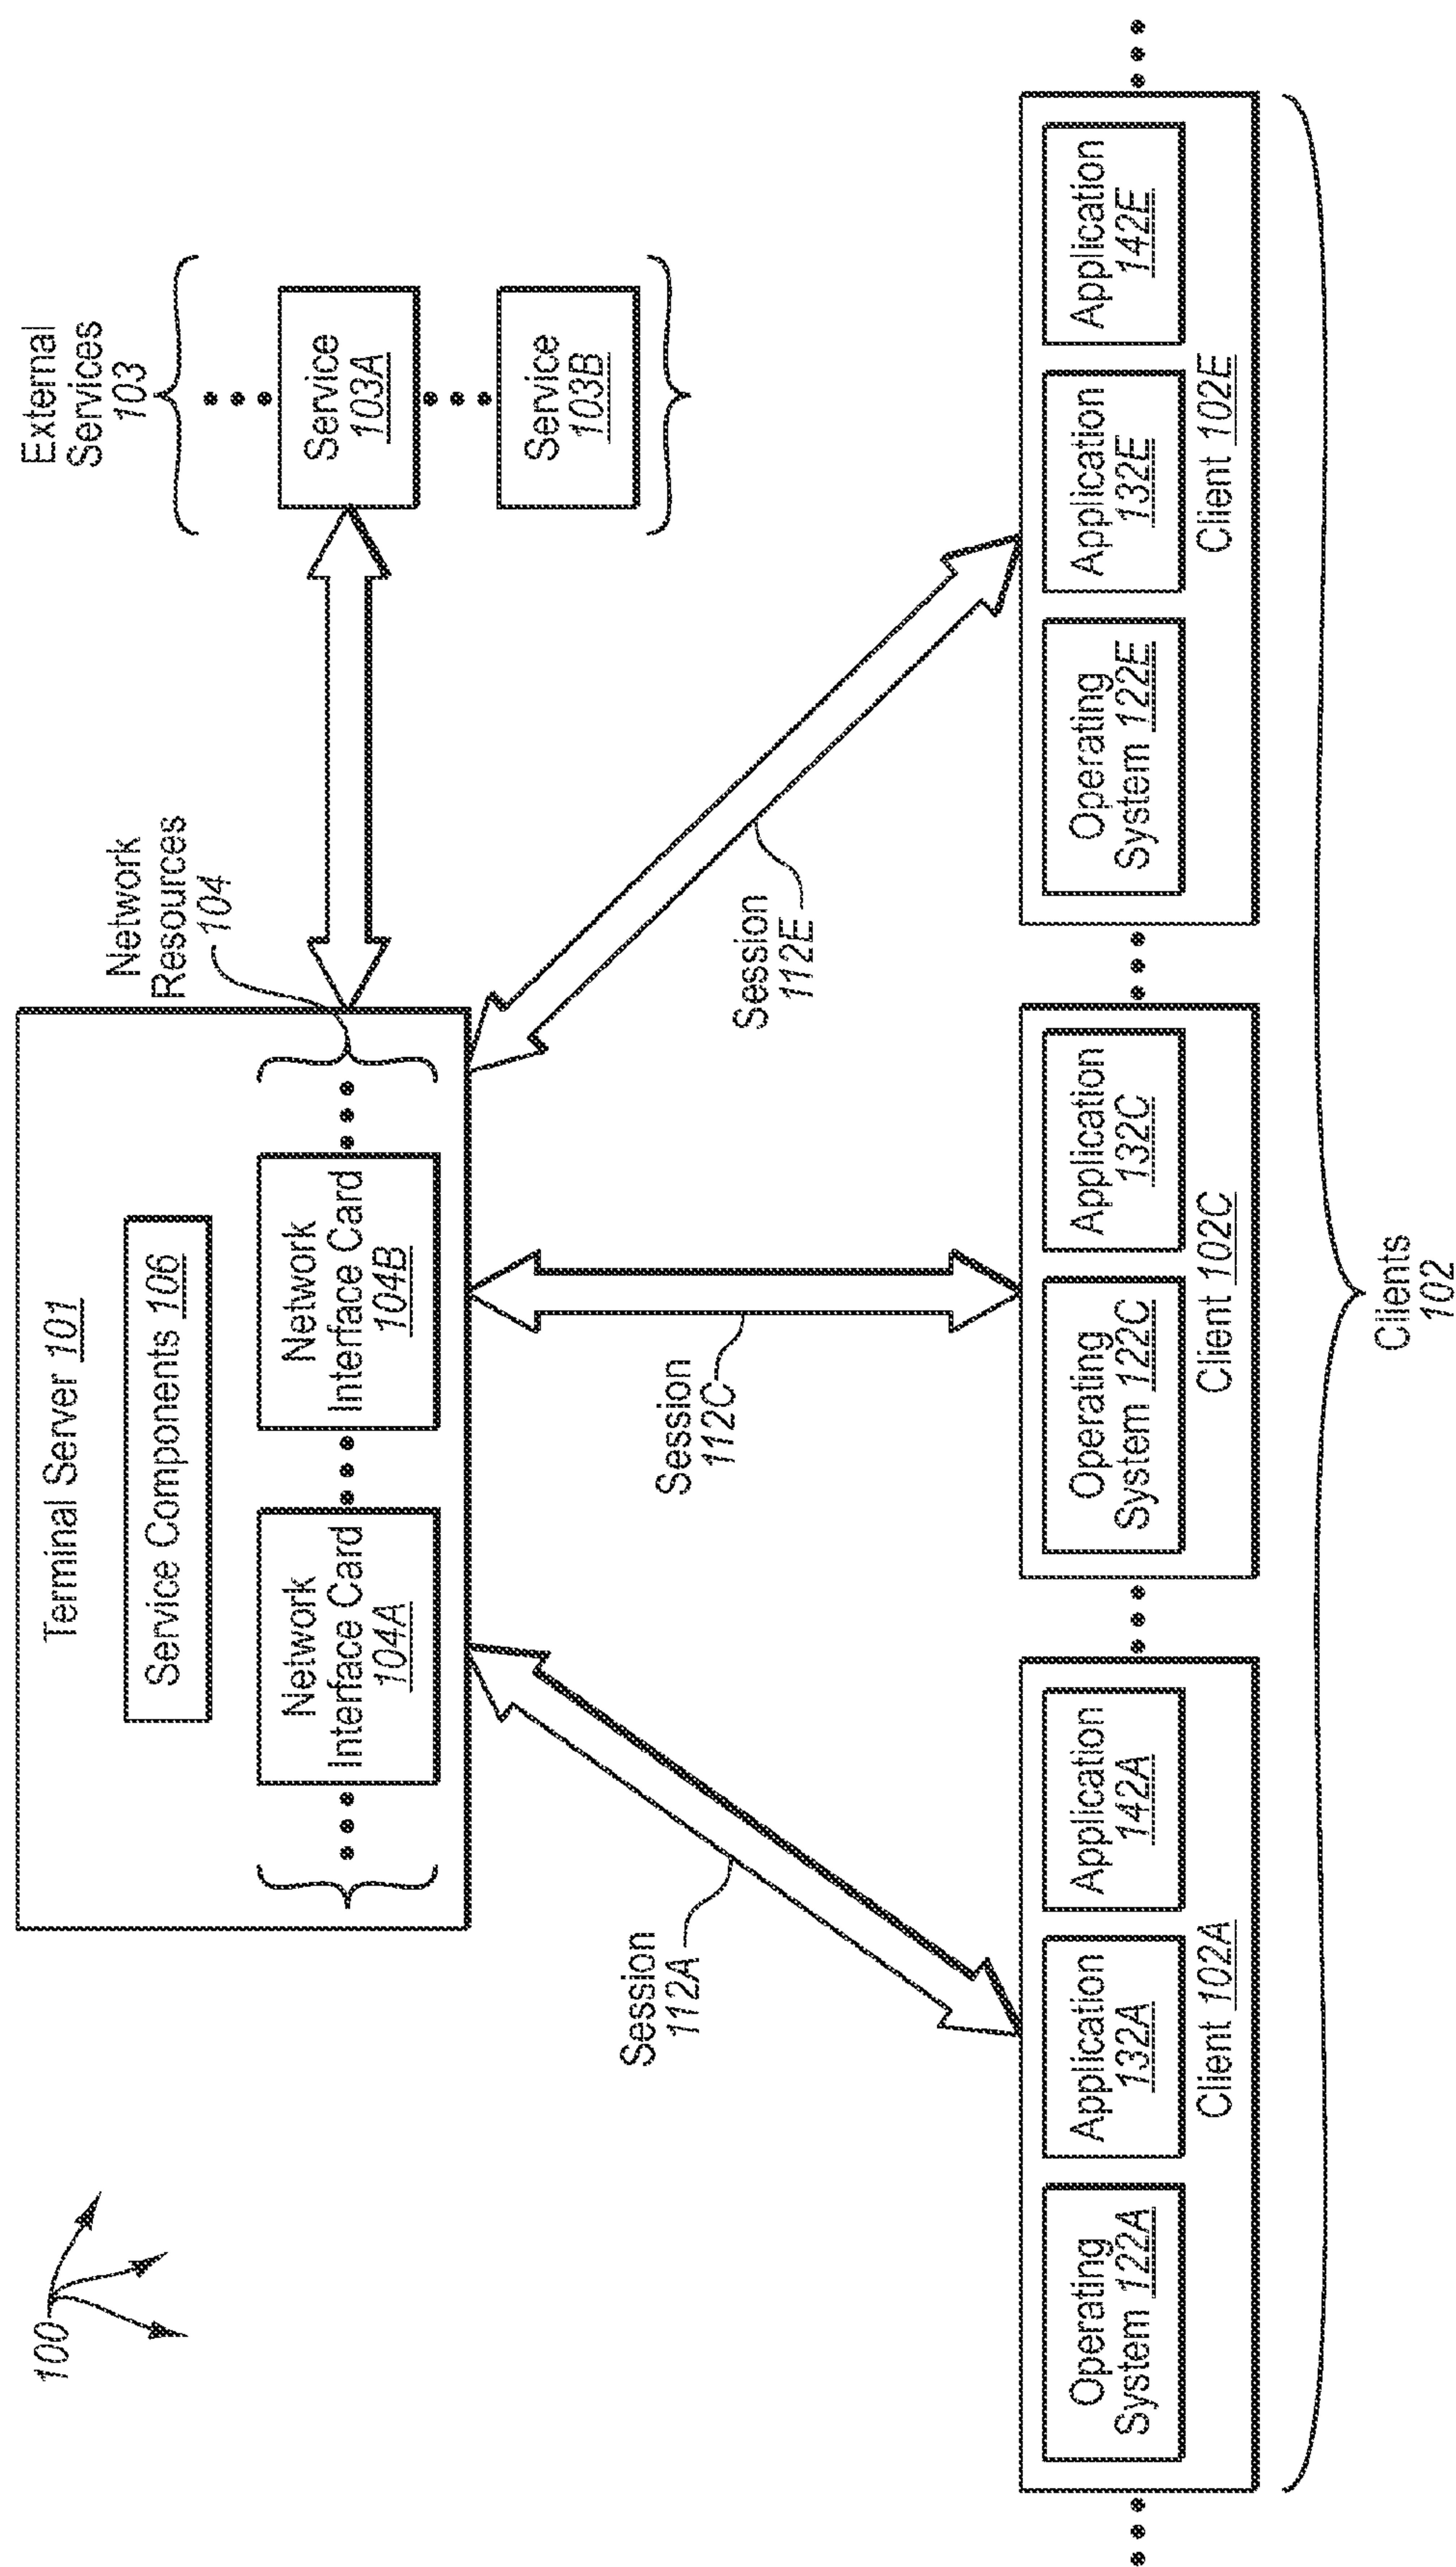 100
Terminal Server 101
Service Components 106
Network
Interface Card
104A
Network
Interface Card
104B
Network
Resources
104
External
Services
103
Service
103A
Service
103B
Session
112A
Session
112C
Session
112E
Operating
System 122A
Application
132A
Application
142A
Client 102A
Operating
System 122C
Application
132C
Client 102C
Operating
System 122E
Application
132E
Application
142E
Client 102E
Clients
102